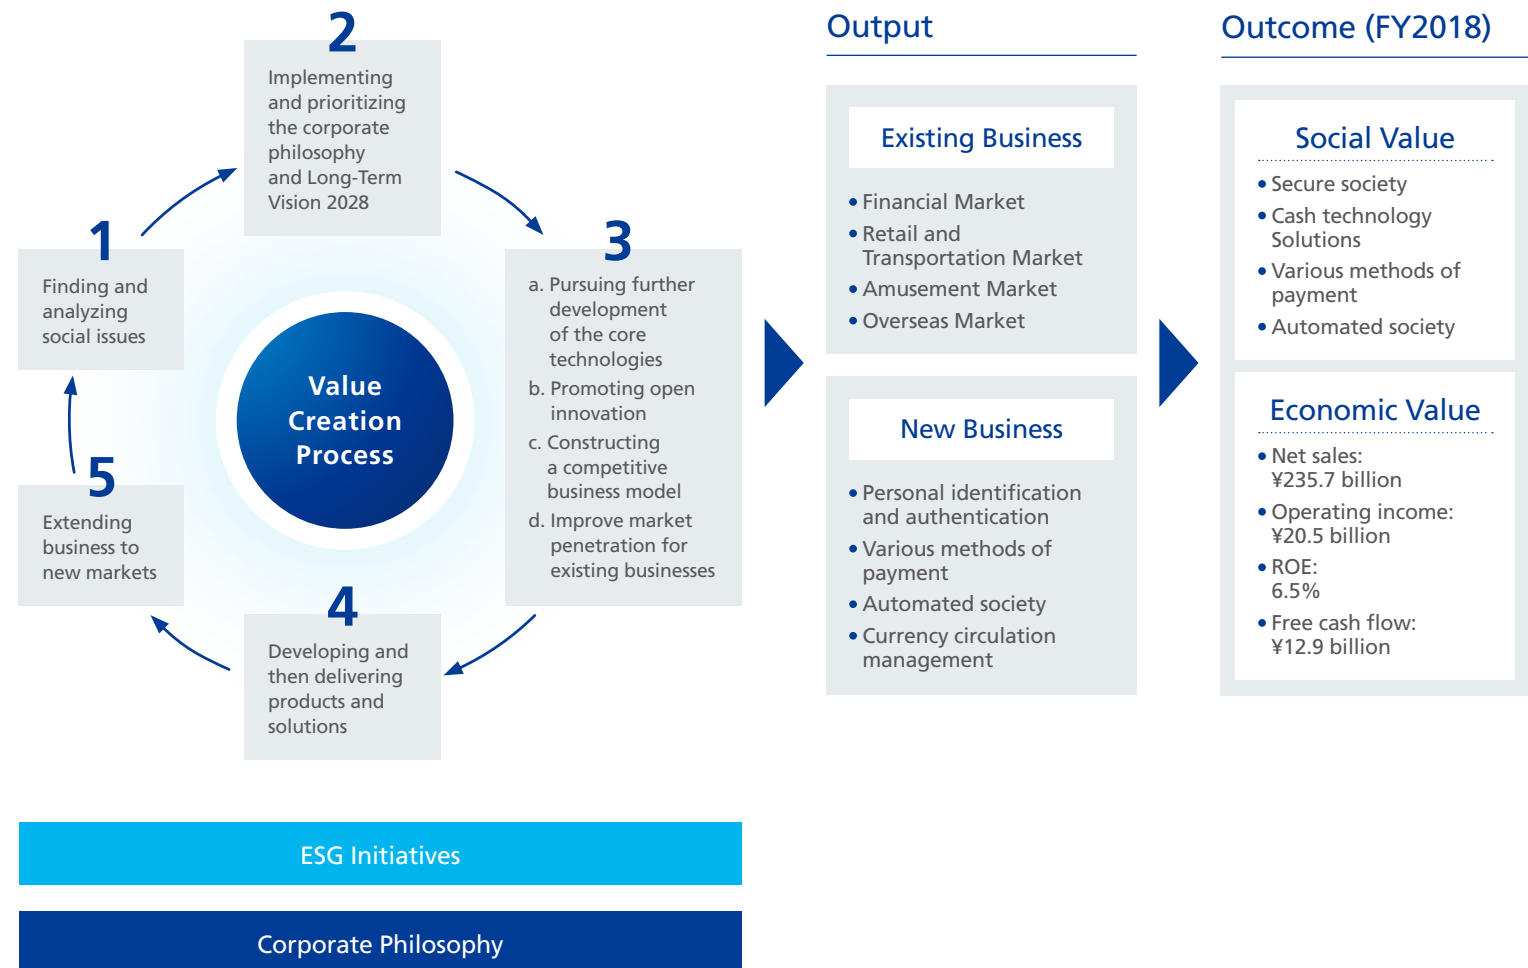 2
Implementing
and prioritizing
the corporate
philosophy
and Long-Term
Vision 2028
1
Finding and
analyzing
social issues
3
a. Pursuing further
development
of the core
technologies
b. Promoting open
innovation
c. Constructing
a competitive
business model
d. Improve market
penetration for
existing businesses
Value
Creation
Process
5
Extending
business to
new markets
4
Developing and
then delivering
products and
solutions
ESG Initiatives
Corporate Philosophy
Output
Existing Business
• Financial Market
• Retail and
Transportation Market
• Amusement Market
• Overseas Market
New Business
• Personal identification
and authentication
• Various methods of
payment
• Automated society
• Currency circulation
management
Outcome (FY2018)
Social Value
• Secure society
• Cash technology
Solutions
• Various methods of
payment
• Automated society
Economic Value
• Net sales:
¥235.7 billion
• Operating income:
¥20.5 billion
• ROE:
6.5%
• Free cash flow:
¥12.9 billion